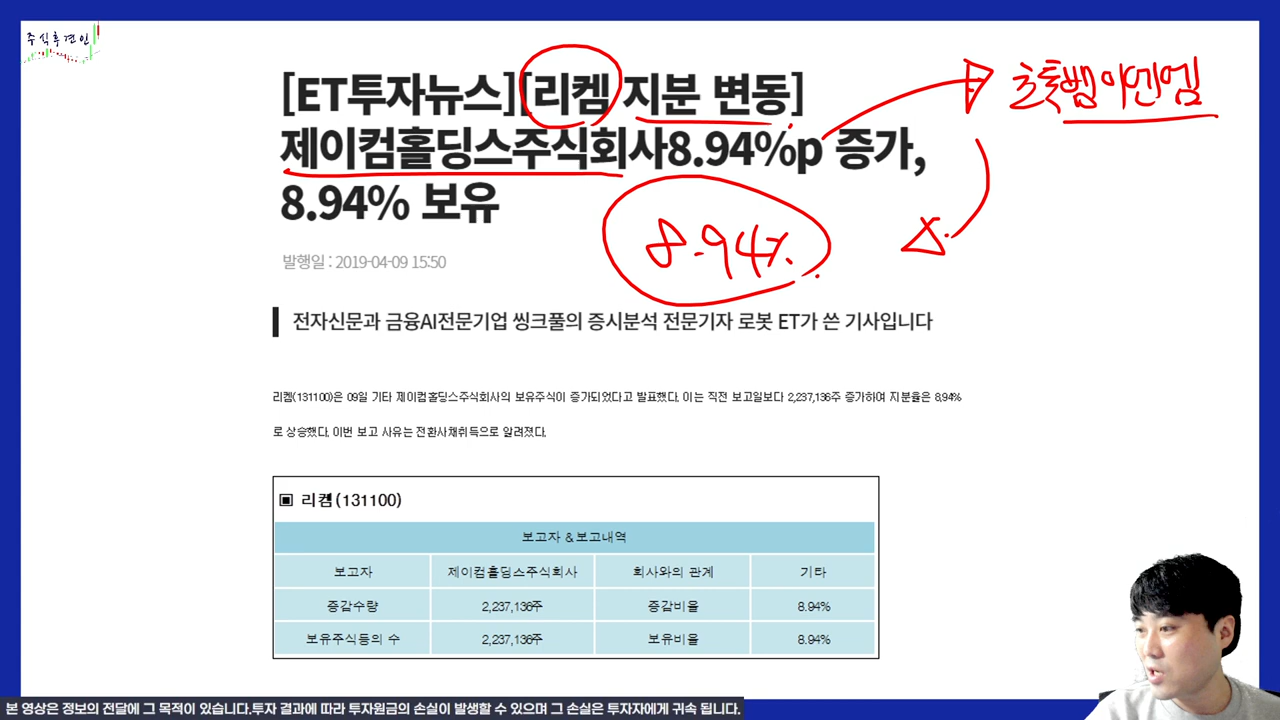 주식후견인
[ET투자뉴스][리켐 지분 변동]
제이컴홀딩스주식회사8.94%p 증가,
8.94% 보유
8.94%
발행일 : 2019-04-09 15:50
전자신문과 금융AI전문기업 씽크풀의 증시분석 전문기자 로봇 ET가 쓴 기사입니다
리켐(131100)은 09일 기타 제이컴홀딩스주식회사의 보유주식이 증가되었다고 발표했다. 이는 직전 보고일보다 2,237,136주 증가하여 지분율은 8.94%
로 상승했다. 이번 보고 사유는 전환사채취득으로 알려졌다.
▣ 리켐(131100)
보고자 & 보고내역
보고자 제이컴홀딩스주식회사 회사와의 관계 기타
증감수량 2,237,136주 증감비율 8.94%
보유주식등의 수 2,237,136주 보유비율 8.94%
본 영상은 정보의 전달에 그 목적이 있습니다.투자 결과에 따라 투자원금의 손실이 발생할 수 있으며 그 손실은 투자자에게 귀속 됩니다.